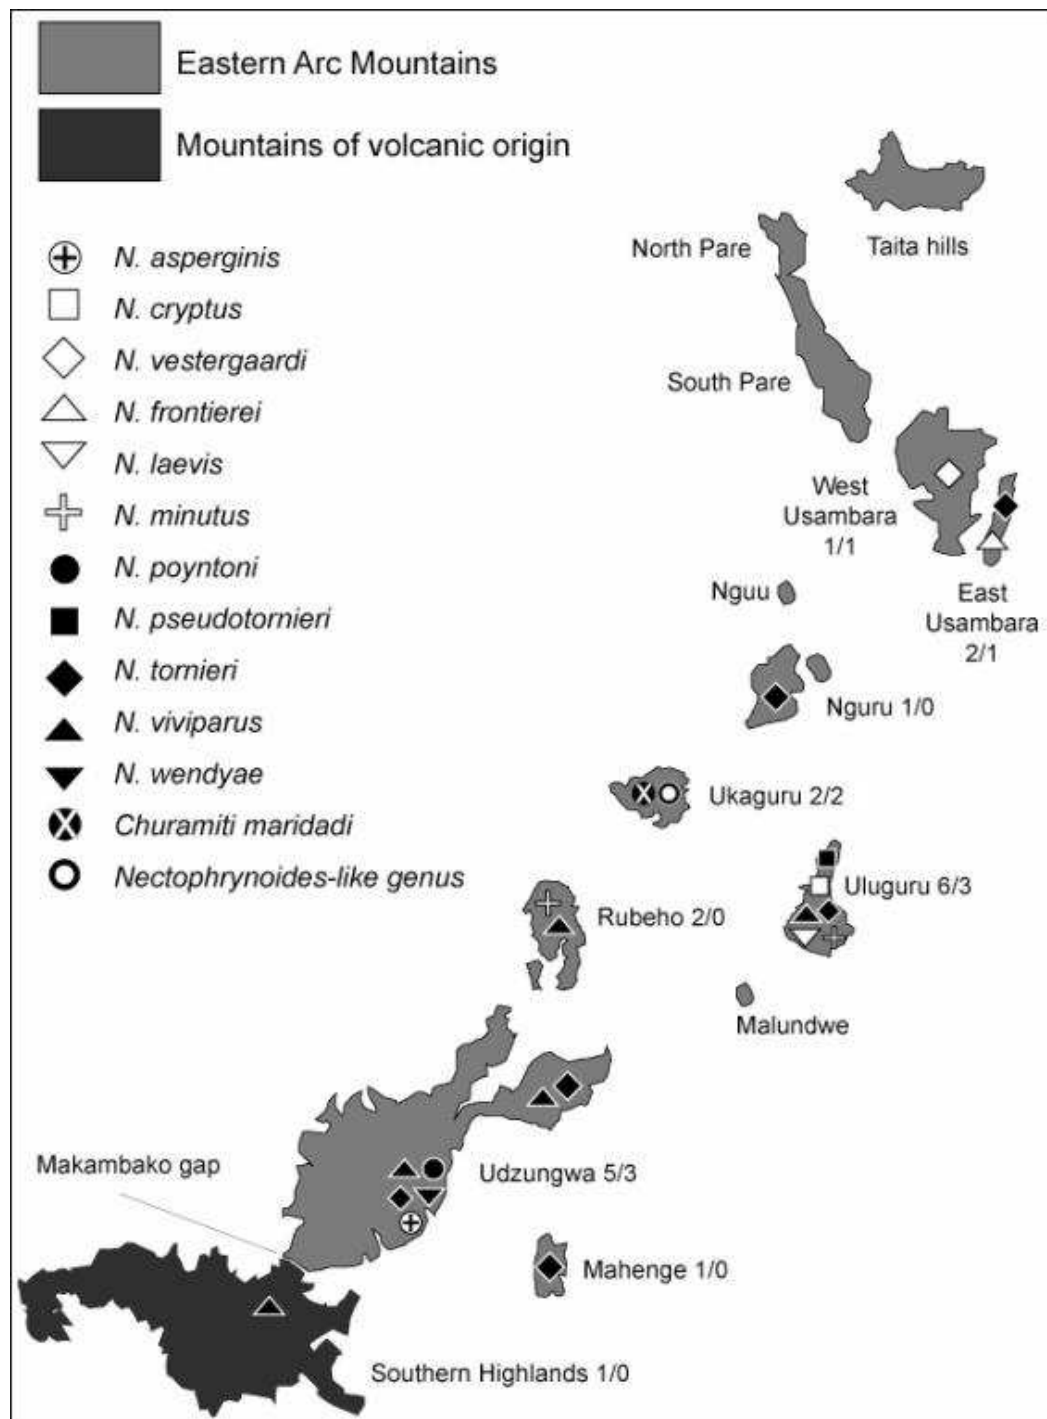 Eastern Arc Mountains
Mountains of volcanic origin
N. asperginis
N. cryptus
N. vestergaardi
N. frontierei
N. laevis
N. minutus
N. poyntoni
N. pseudotornieri
N. tornieri
N. viviparus
N. wendyae
Churamiti maridadi
Nectophrynoides-like genus
Taita hills
North Pare
South Pare
West
Usambara
1/1
East
Usambara
2/1
Nguu
Nguru 1/0
Ukaguru 2/2
Uluguru 6/3
Rubeho 2/0
Malundwe
Makambako gap
Udzungwa 5/3
Mahenge 1/0
Southern Highlands 1/0